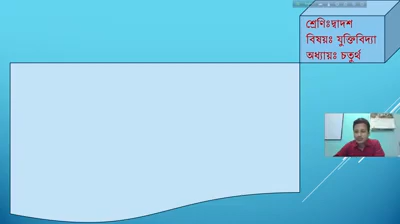 শ্রেণিঃদ্বাদশ
বিষয়ঃ যুক্তিবিদ্যা
অধ্যায়ঃ চতুর্থ